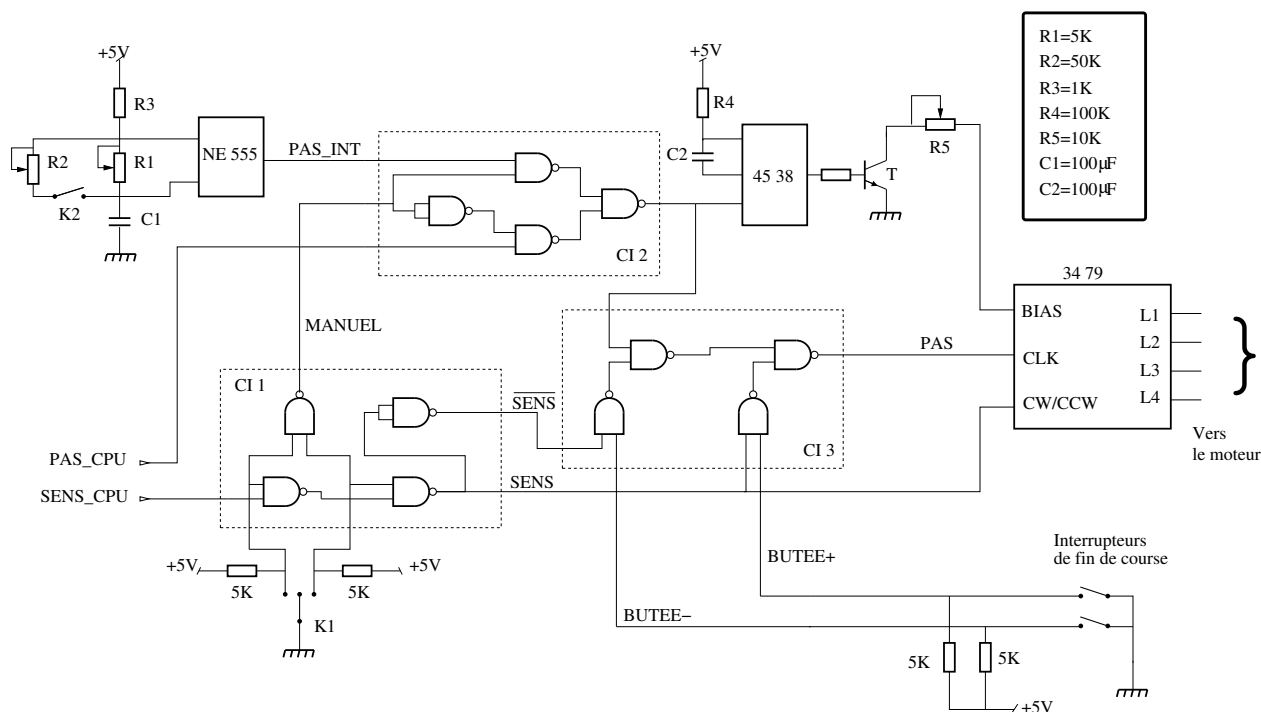 +5V
R3
R2
R1
K2
C1
NE 555
PAS_INT
CI 2
+5V
R4
C2
45 38
T
R5
R1=5K
R2=50K
R3=1K
R4=100K
R5=10K
C1=100µF
C2=100µF
34 79
BIAS
CLK
CW/CCW
L1
L2
L3
L4
Vers
le moteur
MANUEL
CI 1
SENS
CI 3
PAS
PAS_CPU
SENS_CPU
SENS
+5V
5K
5K
+5V
K1
BUTEE+
BUTEE−
Interrupteurs
de fin de course
5K
5K
+5V